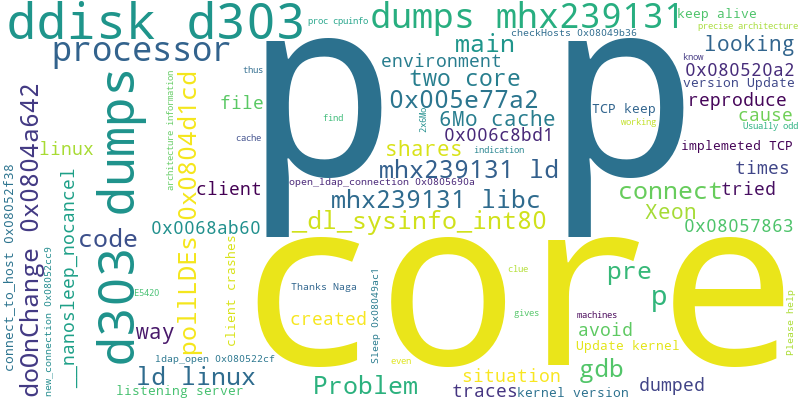 ddisk d303
proc cpuinfo
dumps mhx239131
keep alive
precise architecture
checkHosts 0x08049b36
processor
main
looking
thus
environment
know
0x080520a2
two core
version Update
file
0x005e77a2
reproduce
6Mo cache
TCP keep
cause
find
2x6Mo
0x006c8bd1
working
Usually odd
cache
shares
linux
indication
implemeted TCP
mhx239131 ld
times
open_ldap_connection 0x0805690a
client
connect
tried
mhx239131 libc
Xeon
0x0068ab60
_dl_sysinfo_int80
0x08057863
code
p p
core
doOnChange 0x0804a642
connect_to_host 0x08052f38
new_connection 0x08052cc9
__nanosleep_nocancel
d303 dumps
architecture information
pollLDEs 0x0804d1cd
client crashes
E5420
way
Thanks Naga
Sleep 0x08049ac1
clue
pre
p
created
gives
machines
avoid
Please help
Update kernel
ldap_open 0x080522cf
even
gdb
ld linux
situation
Problem
dumped
listening server
traces
kernel version